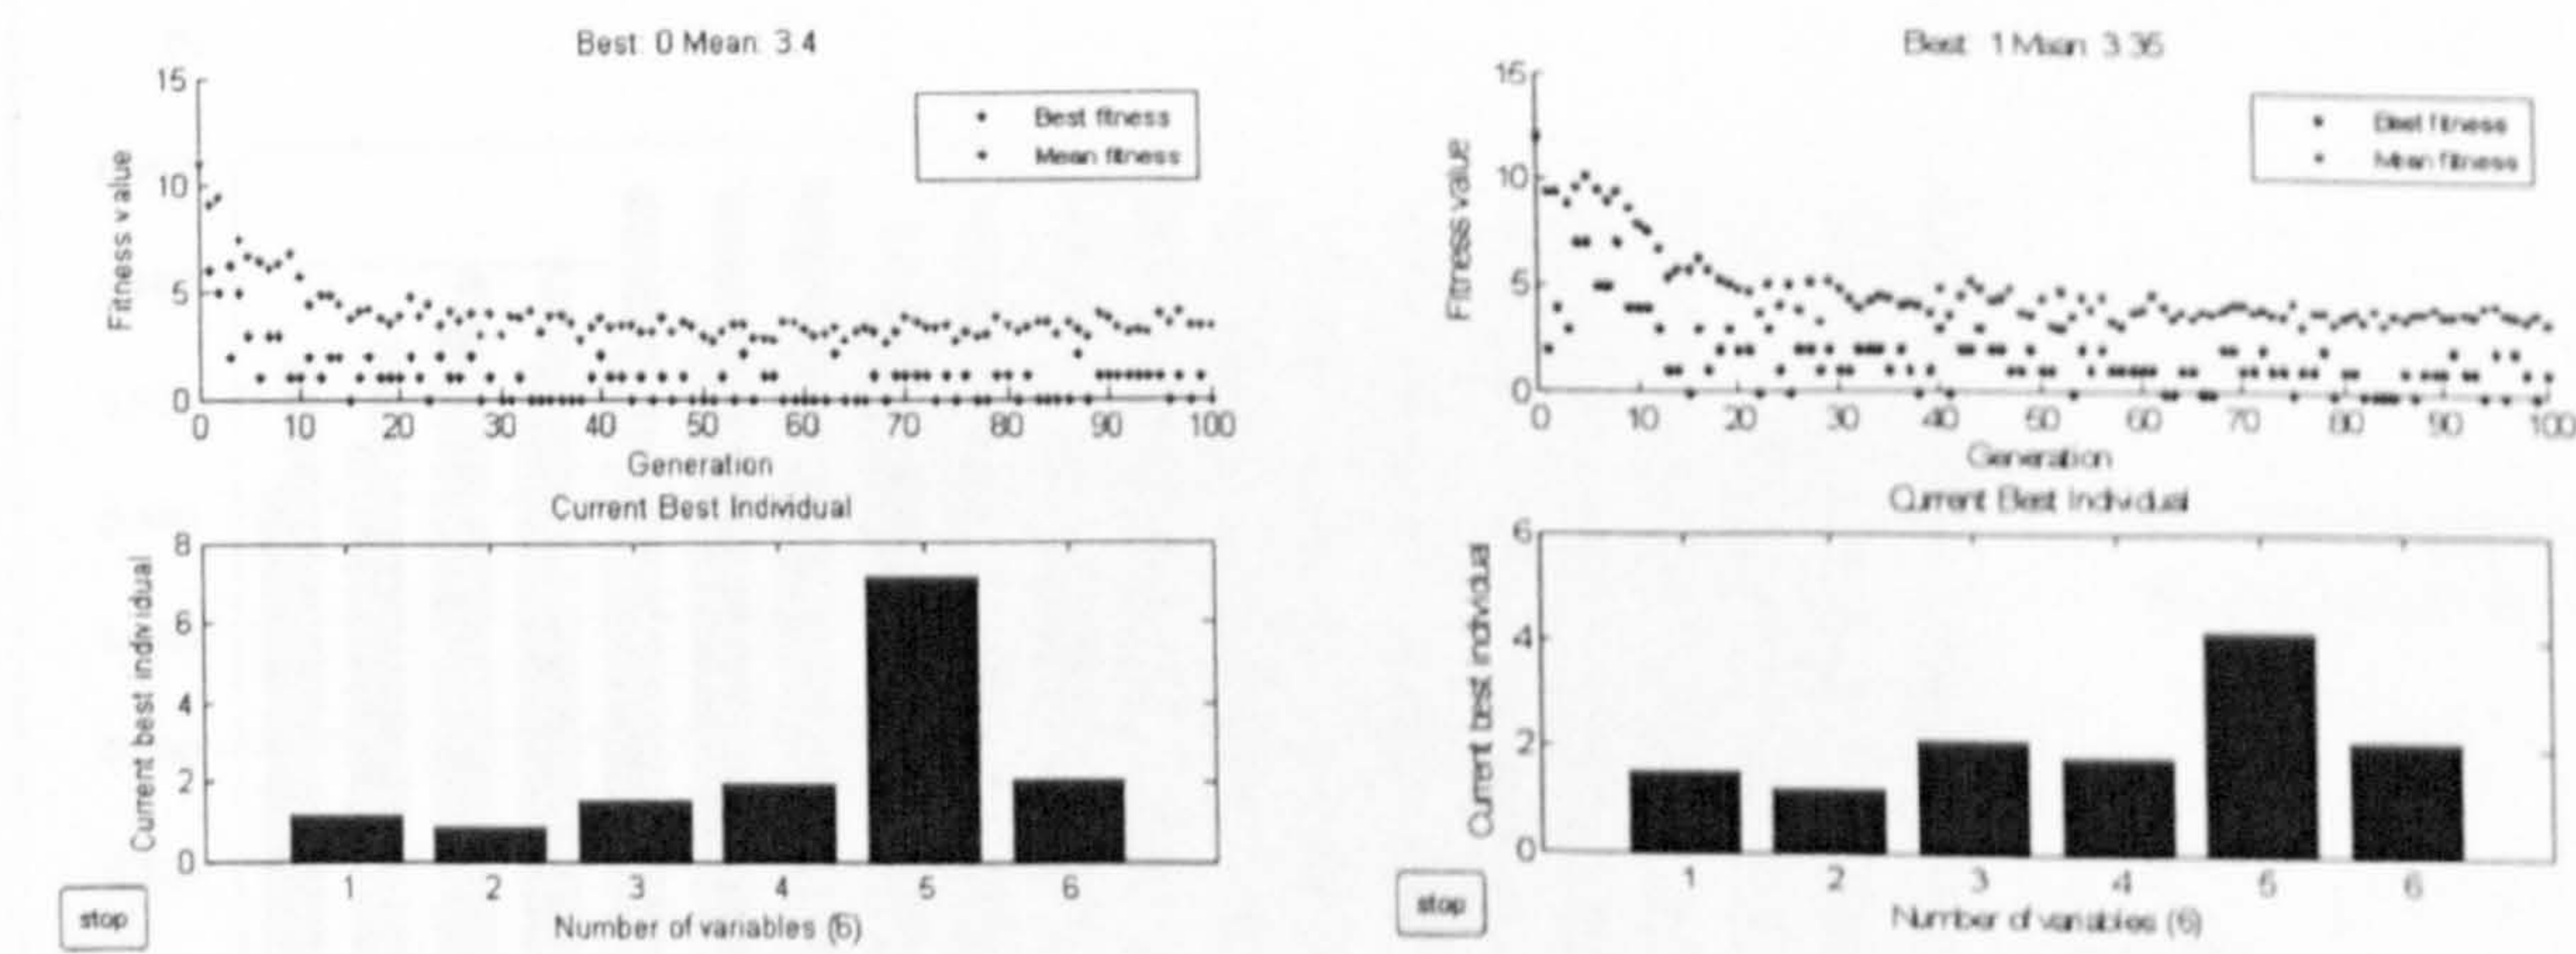 Best: 0 Mean: 3.4
15
10
5
0
Fitness value
Best fitness
Mean fitness
0 10 20 30 40 50 60 70 80 90 100
Generation
Current Best Individual
8
6
4
2
0
Current best individual
1 2 3 4 5 6
Number of variables (6)
stop
Best: 1 Mean: 3.35
15
10
5
0
Fitness value
Best fitness
Mean fitness
0 10 20 30 40 50 60 70 80 90 100
Generation
Current Best Individual
6
4
2
0
Current best individual
1 2 3 4 5 6
Number of variables (6)
stop